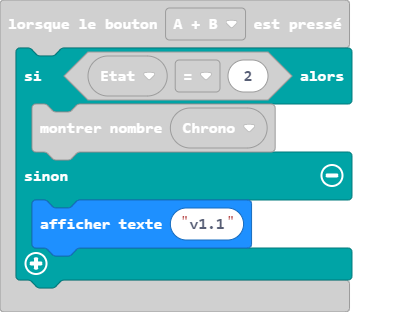 lorsque le bouton A + B est pressé
si Etat = 2 alors
montrer nombre Chrono
sinon
afficher texte "v1.1"